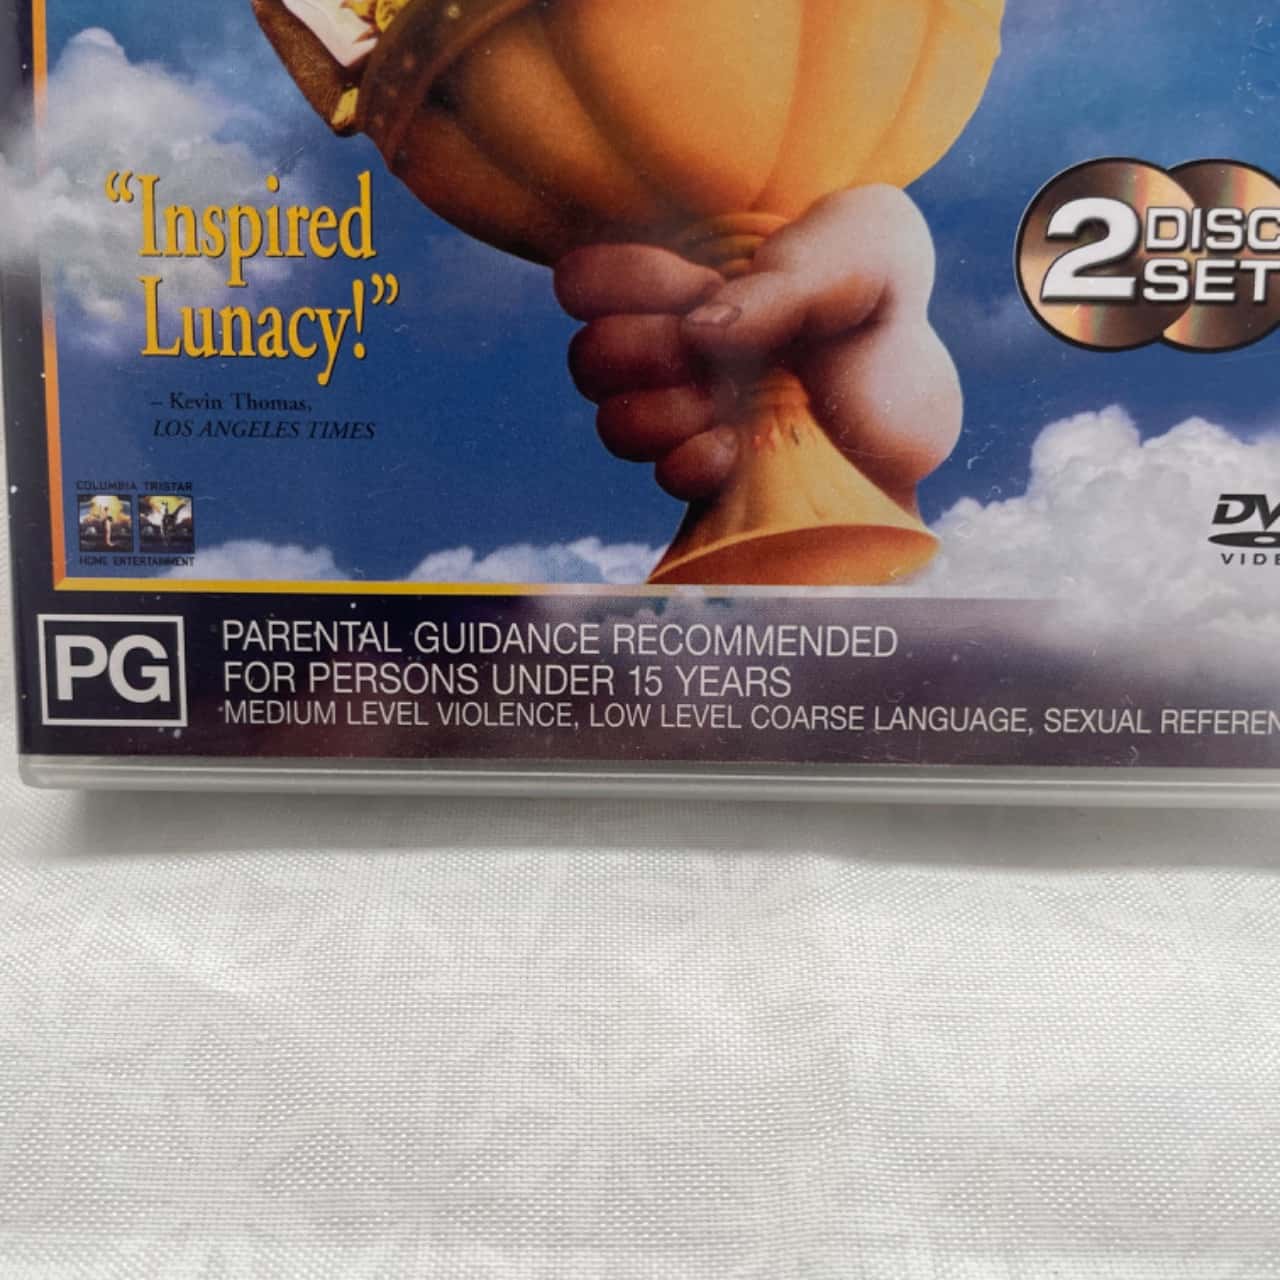 “Inspired
Lunacy!”
– Kevin Thomas,
LOS ANGELES TIMES
2 DISC
SET
COLUMBIA TRISTAR
HOME ENTERTAINMENT
PG
PARENTAL GUIDANCE RECOMMENDED
FOR PERSONS UNDER 15 YEARS
MEDIUM LEVEL VIOLENCE, LOW LEVEL COARSE LANGUAGE, SEXUAL